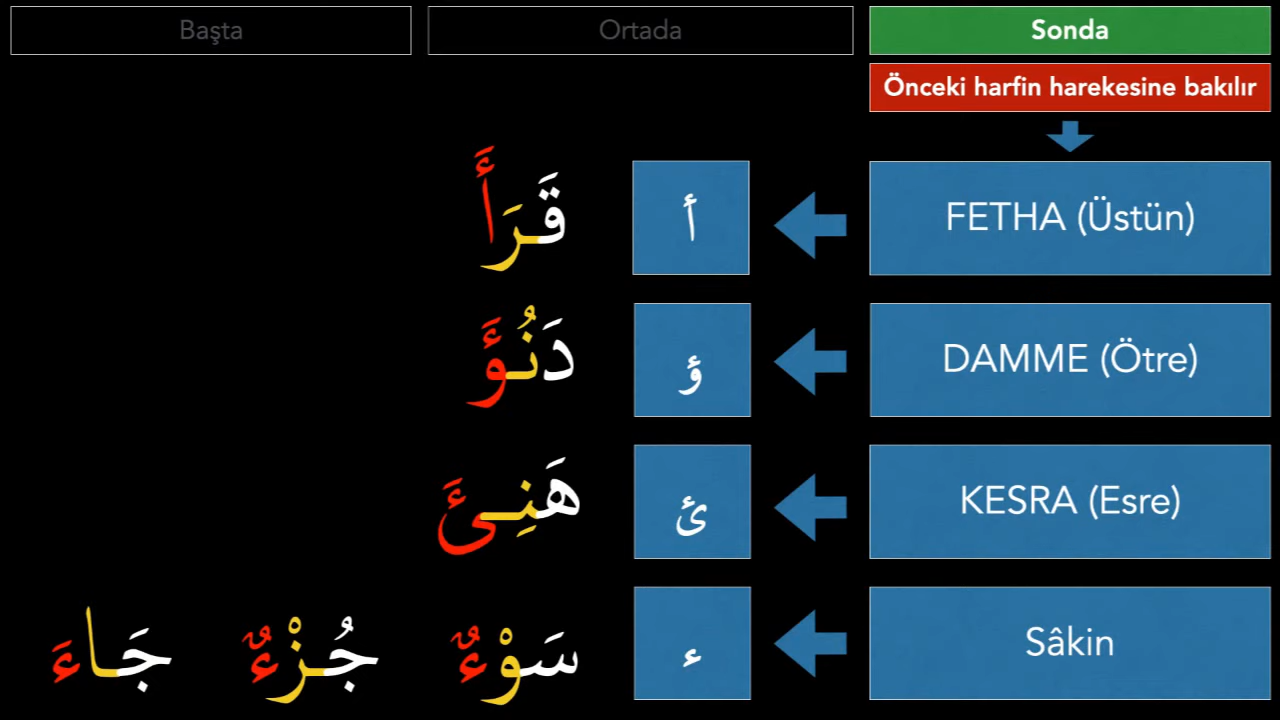 Başta Ortada Sonda
Önceki harfin harekesine bakılır
FETHA (Üstün) أ قَرَأَ
DAMME (Ötre) ؤ دَنُؤَ
KESRA (Esre) ئ هَنِئَ
Sâkin ء سَوْءٌ جُزْءٌ جَاءَ